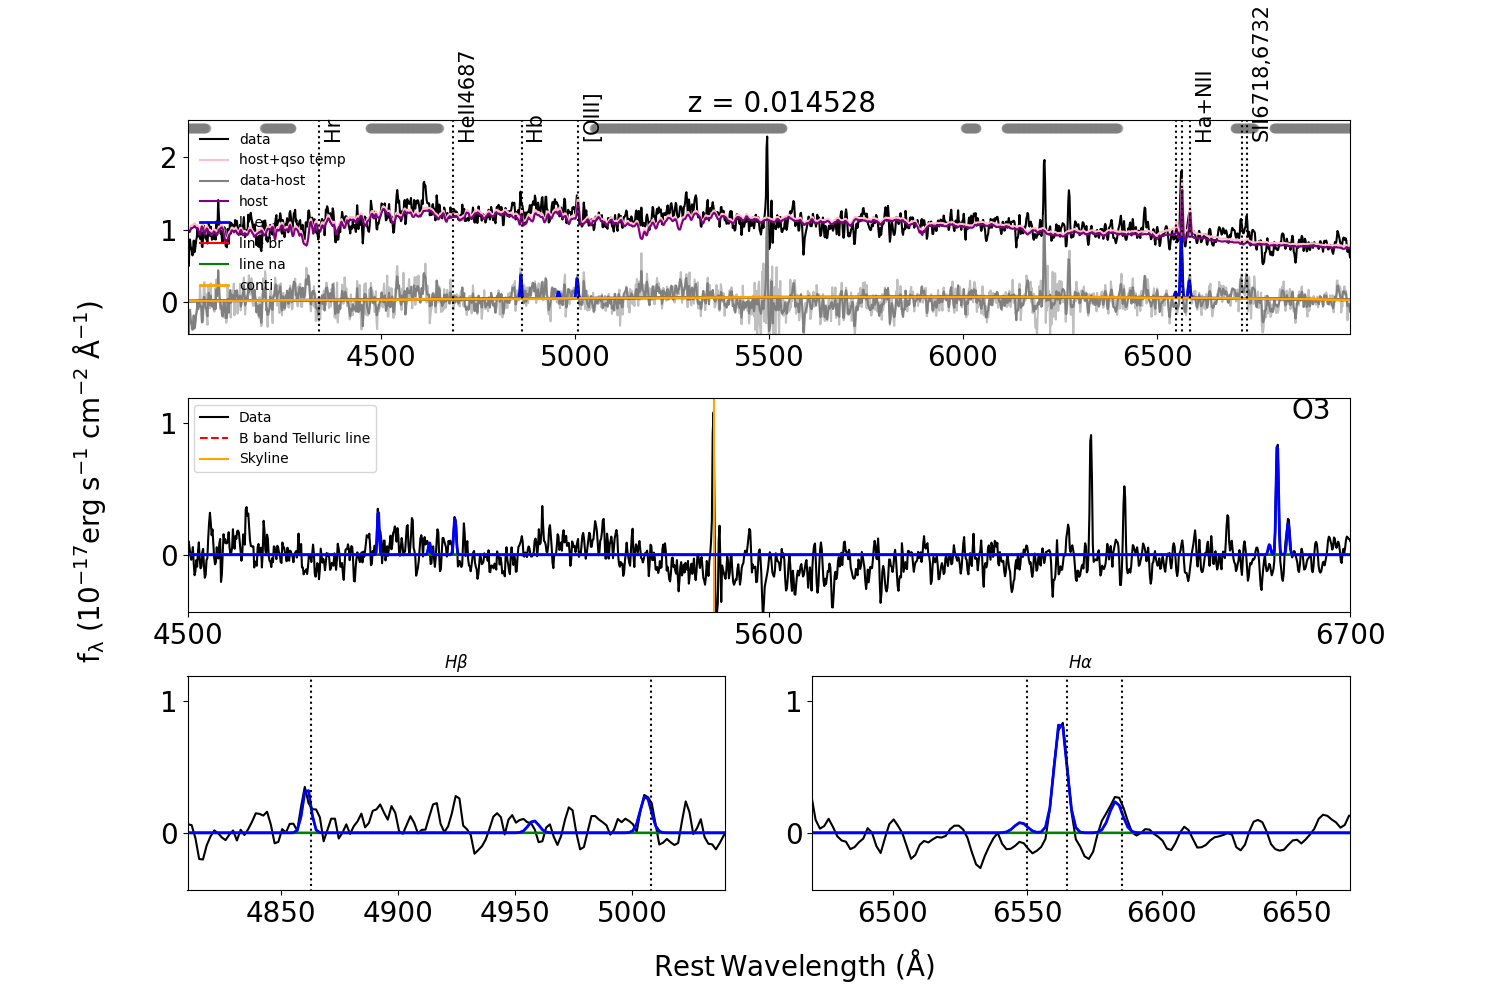 z = 0.014528
Hr
HeII4687
Hb
[OIII]
Ha+NII
SII6718,6732
data
host+qso temp
data-host
host
line
line br
line na
conti
2
1
0
4500 5000 5500 6000 6500
fλ (10⁻¹⁷erg s⁻¹ cm⁻² Å⁻¹)
Data
B band Telluric line
Skyline
O3
1
0
4500 5600 6700
Hβ
1
0
4850 4900 4950 5000
Hα
1
0
6500 6550 6600 6650
Rest Wavelength (Å)